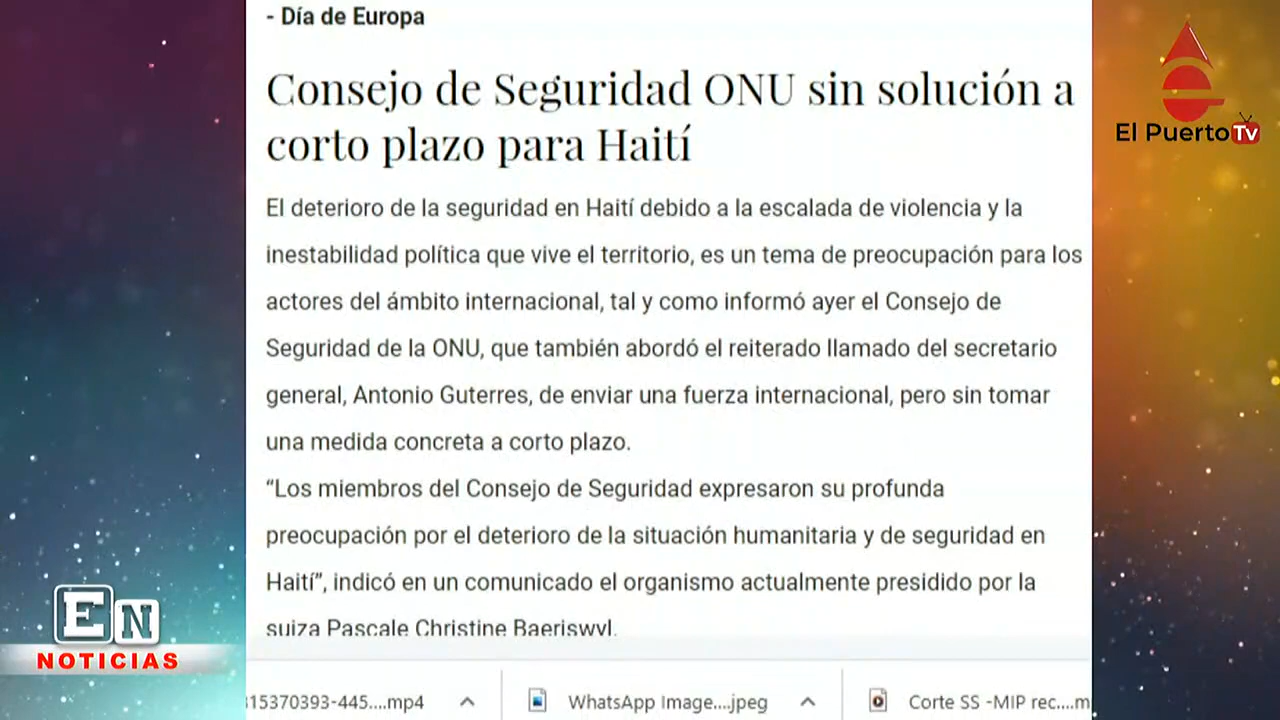 - Día de Europa
Consejo de Seguridad ONU sin solución a
corto plazo para Haití
El deterioro de la seguridad en Haití debido a la escalada de violencia y la
inestabilidad política que vive el territorio, es un tema de preocupación para los
actores del ámbito internacional, tal y como informó ayer el Consejo de
Seguridad de la ONU, que también abordó el reiterado llamado del secretario
general, Antonio Guterres, de enviar una fuerza internacional, pero sin tomar
una medida concreta a corto plazo.
“Los miembros del Consejo de Seguridad expresaron su profunda
preocupación por el deterioro de la situación humanitaria y de seguridad en
Haití”, indicó en un comunicado el organismo actualmente presidido por la
suiza Pascale Christine Baeriswyl.
El Puerto Tv
EN
NOTICIAS
15370393-445....mp4
WhatsApp Image....jpeg
Corte SS -MIP rec....m